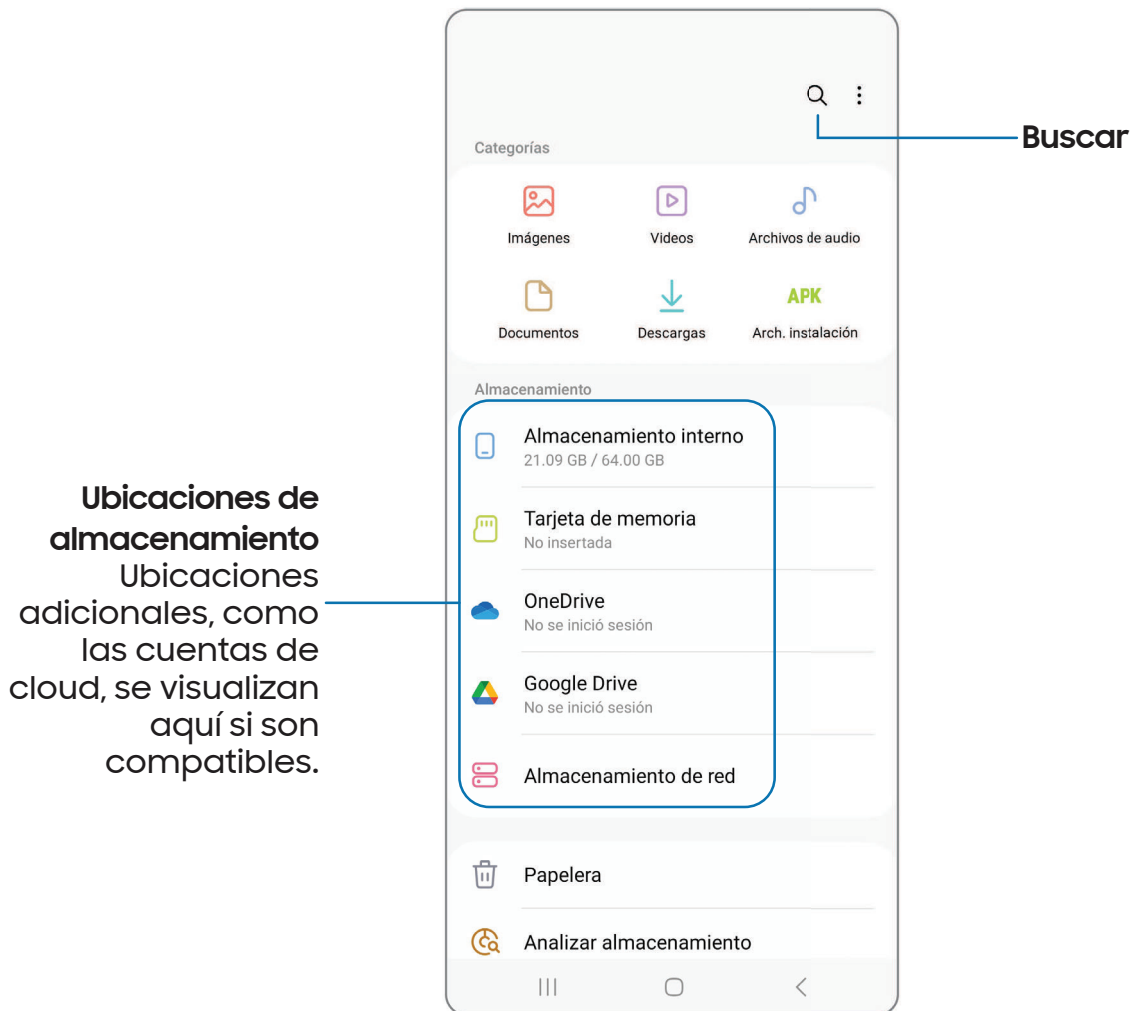 Buscar
Categorías
Imágenes Videos Archivos de audio
APK
Documentos Descargas Arch. instalación
Almacenamiento
Almacenamiento interno
21.09 GB / 64.00 GB
Tarjeta de memoria
No insertada
OneDrive
No se inició sesión
Google Drive
No se inició sesión
Almacenamiento de red
Papelera
Analizar almacenamiento
Ubicaciones de
almacenamiento
Ubicaciones
adicionales, como
las cuentas de
cloud, se visualizan
aquí si son
compatibles.